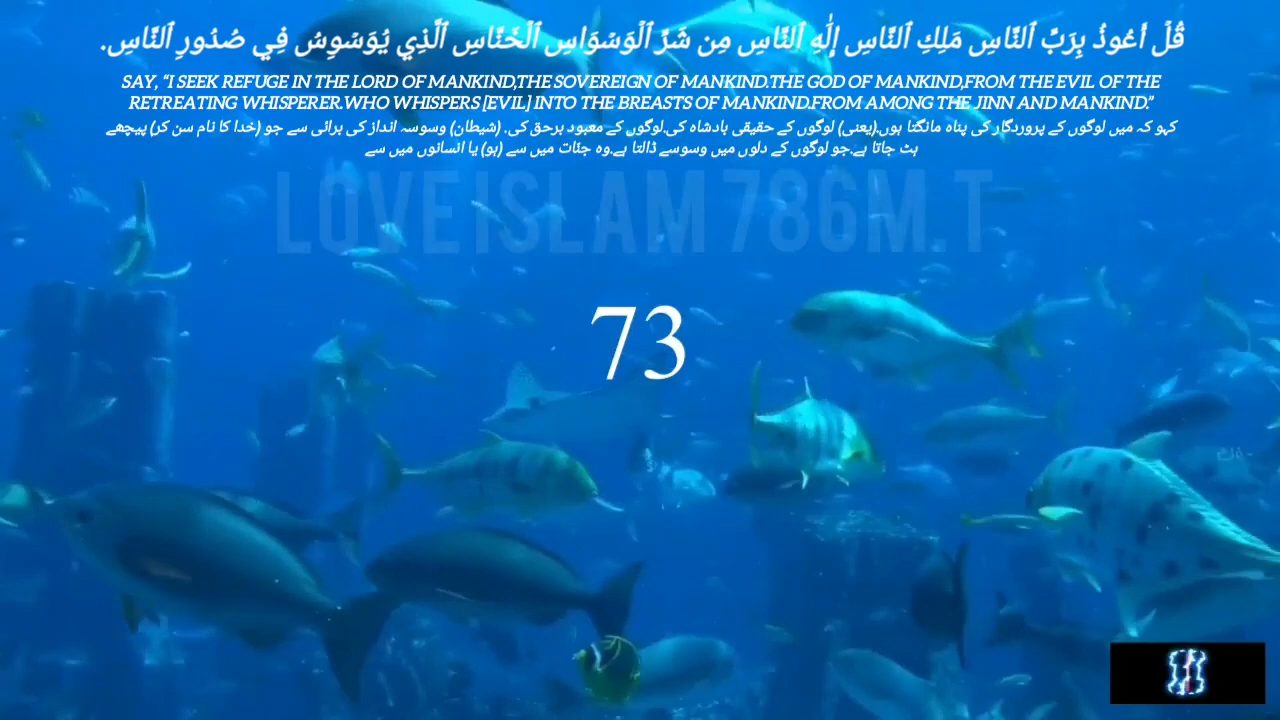 قُلْ أَعُوذُ بِرَبِّ ٱلنَّاسِ مَلِكِ ٱلنَّاسِ إِلَٰهِ ٱلنَّاسِ مِن شَرِّ ٱلْوَسْوَاسِ ٱلْخَنَّاسِ ٱلَّذِي يُوَسْوِسُ فِي صُدُورِ ٱلنَّاسِ.
SAY, “I SEEK REFUGE IN THE LORD OF MANKIND,THE SOVEREIGN OF MANKIND.THE GOD OF MANKIND,FROM THE EVIL OF THE
RETREATING WHISPERER.WHO WHISPERS [EVIL] INTO THE BREASTS OF MANKIND.FROM AMONG THE JINN AND MANKIND.”
کہو کہ میں لوگوں کے پروردگار کی پناہ مانگتا ہوں.(یعنی) لوگوں کے حقیقی بادشاہ کی.لوگوں کے معبود برحق کی. (شیطان) وسوسہ انداز کی برائی سے جو (خدا کا نام سن کر) پیچھے
ہٹ جاتا ہے.جو لوگوں کے دلوں میں وسوسے ڈالتا ہے.وہ جنّات میں سے (ہو) یا انسانوں میں سے
LOVE ISLAM 786M.T
73